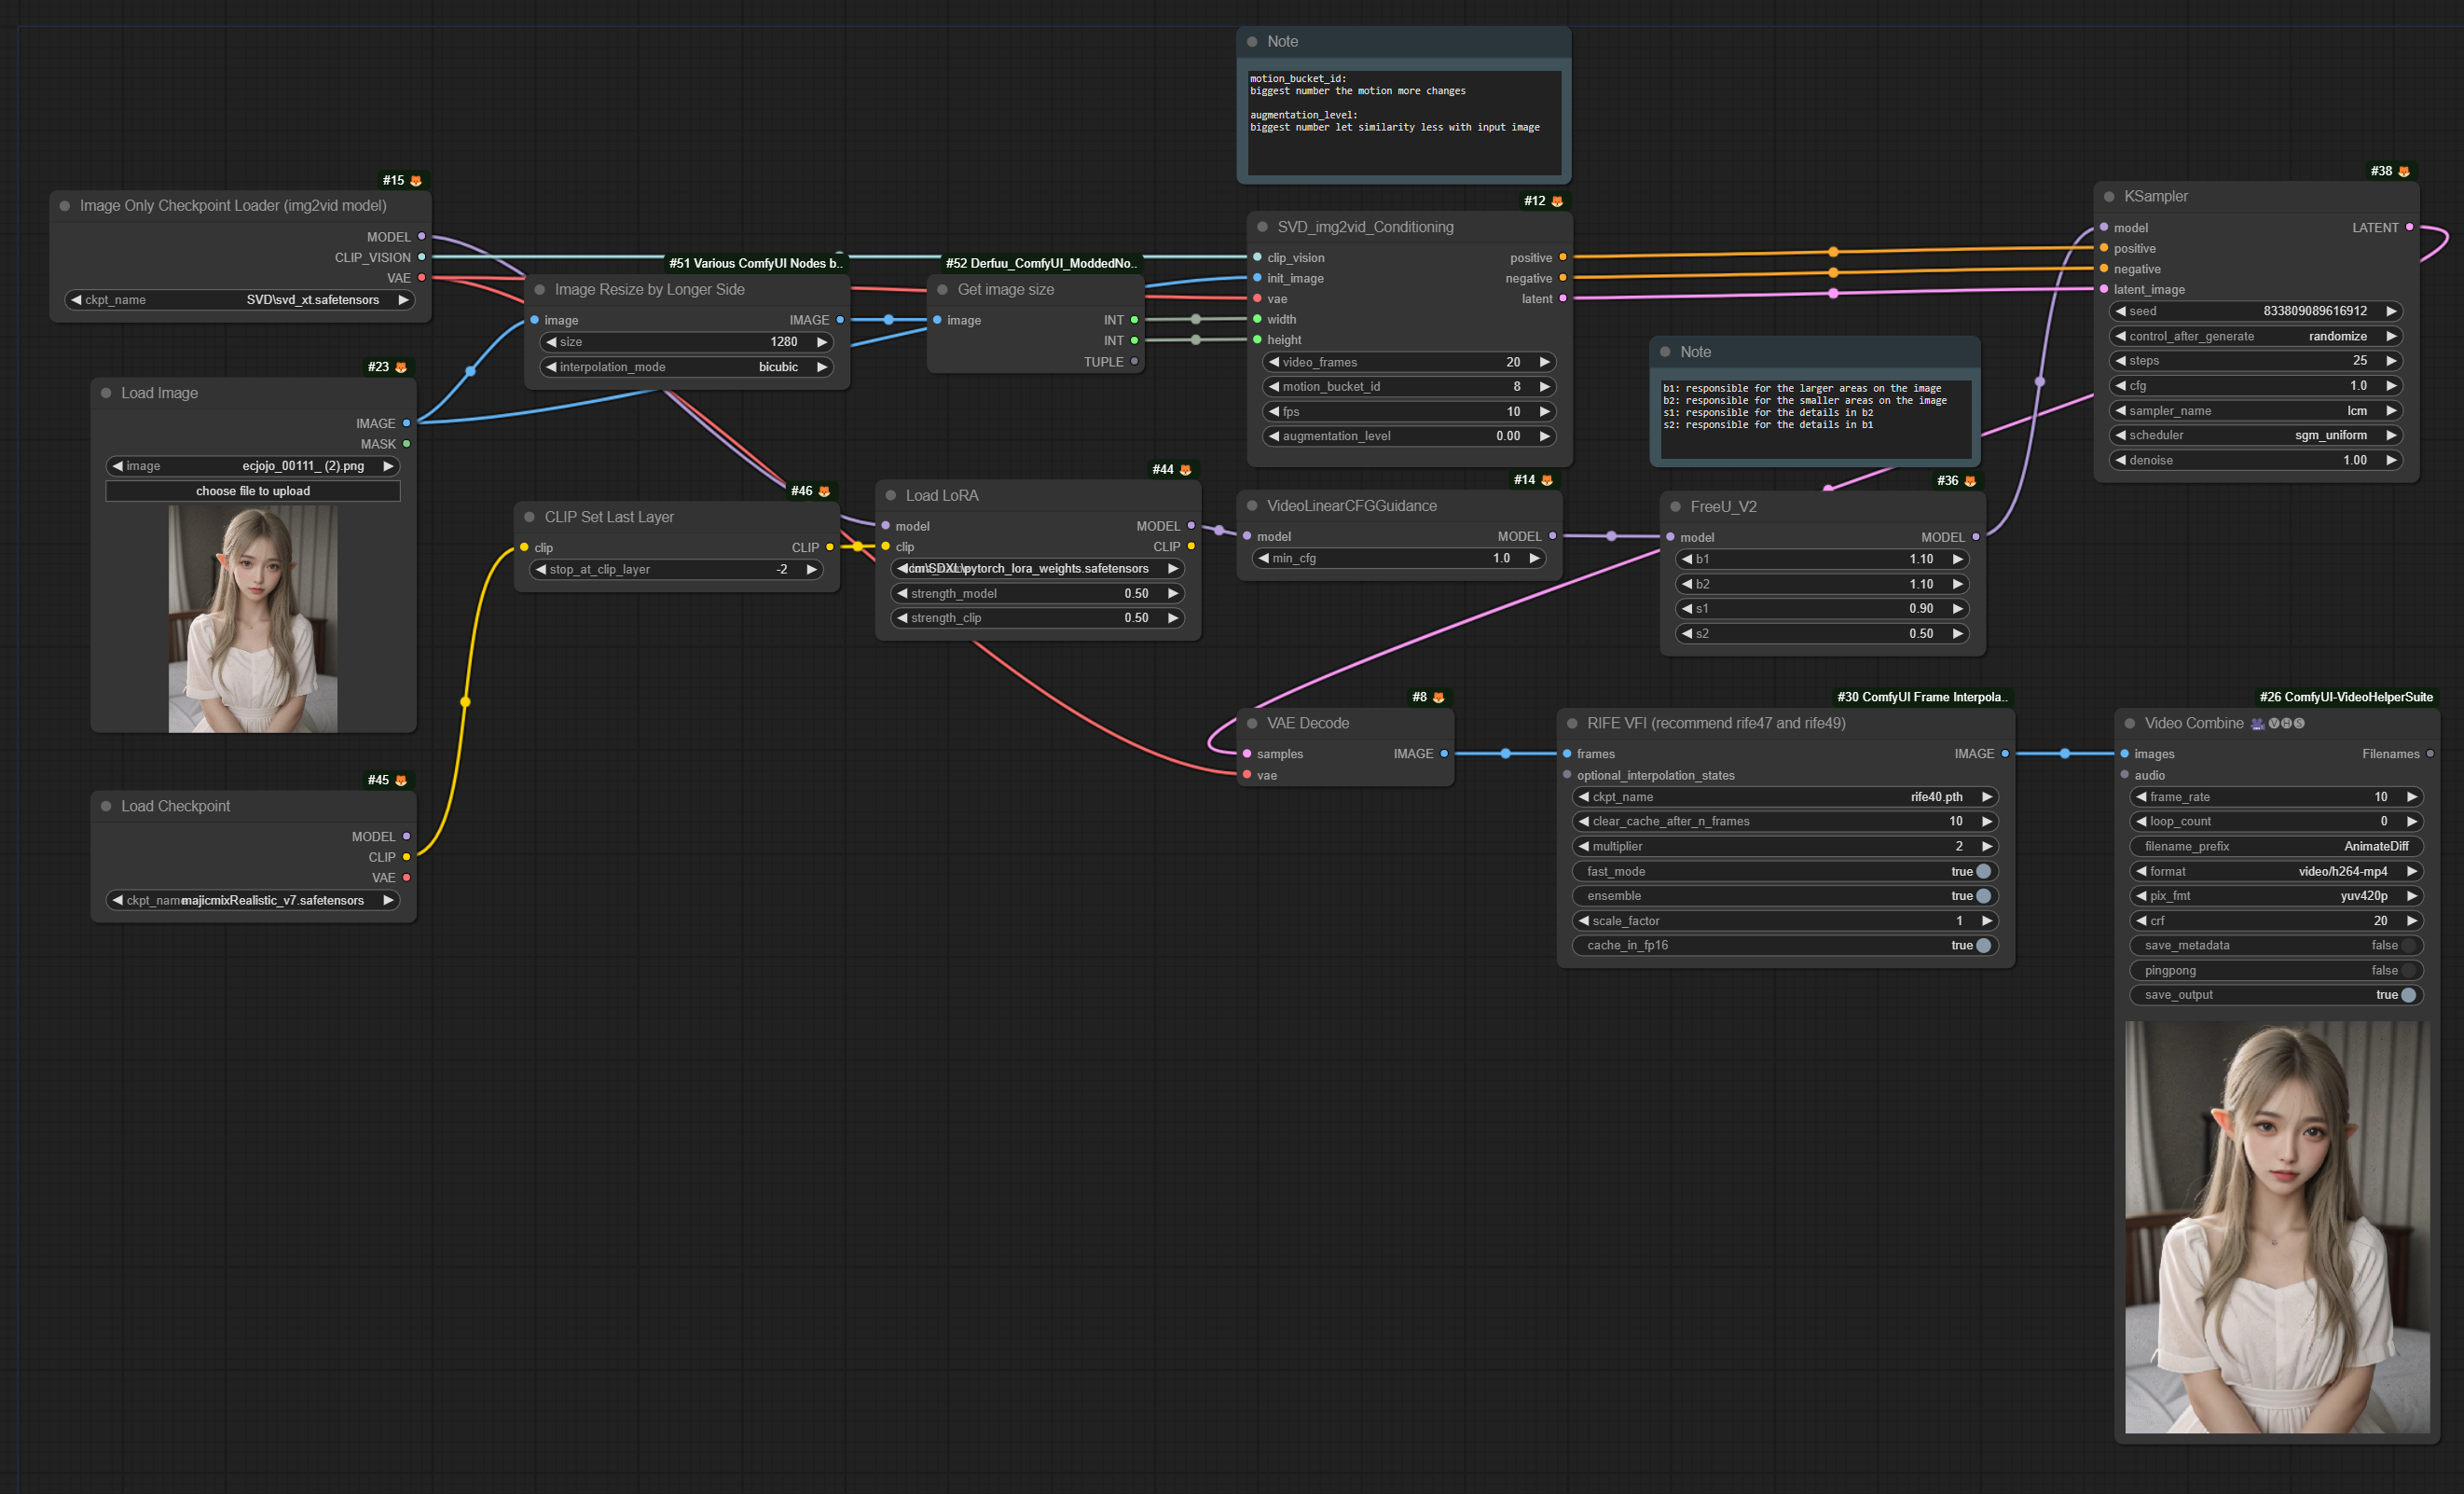 Note
motion_bucket_id:
biggest number the motion more changes
augmentation_level:
biggest number let similarity less with input image
#15
Image Only Checkpoint Loader (img2vid model)
MODEL
CLIP_VISION
VAE
ckpt_name SVD\svd_xt.safetensors
#51 Various ComfyUI Nodes b..
Image Resize by Longer Side
image IMAGE
size 1280
interpolation_mode bicubic
#52 Derfuu_ComfyUI_ModdedNo..
Get image size
image INT
INT
TUPLE
#12
SVD_img2vid_Conditioning
clip_vision positive
init_image negative
vae latent
width
height
video_frames 20
motion_bucket_id 8
fps 10
augmentation_level 0.00
Note
b1: responsible for the larger areas on the image
b2: responsible for the smaller areas on the image
s1: responsible for the details in b2
s2: responsible for the details in b1
#38
KSampler
model LATENT
positive
negative
latent_image
seed 833809089616912
control_after_generate randomize
steps 25
cfg 1.0
sampler_name lcm
scheduler sgm_uniform
denoise 1.00
#23
Load Image
IMAGE
MASK
image ecjojo_00111_ (2).png
choose file to upload
#46
CLIP Set Last Layer
clip CLIP
stop_at_clip_layer -2
#44
Load LoRA
model MODEL
clip CLIP
cm\SDXL\pytorch_lora_weights.safetensors
strength_model 0.50
strength_clip 0.50
#14
VideoLinearCFGGuidance
model MODEL
min_cfg 1.0
#36
FreeU_V2
model MODEL
b1 1.10
b2 1.10
s1 0.90
s2 0.50
#45
Load Checkpoint
MODEL
CLIP
VAE
ckpt_name majicmixRealistic_v7.safetensors
#8
VAE Decode
samples IMAGE
vae
#30 ComfyUI Frame Interpola..
RIFE VFI (recommend rife47 and rife49)
frames IMAGE
optional_interpolation_states
ckpt_name rife40.pth
clear_cache_after_n_frames 10
multiplier 2
fast_mode true
ensemble true
scale_factor 1
cache_in_fp16 true
#26 ComfyUI-VideoHelperSuite
Video Combine 🎥🅥🅗🅢
images Filenames
audio
frame_rate 10
loop_count 0
filename_prefix AnimateDiff
format video/h264-mp4
pix_fmt yuv420p
crf 20
save_metadata false
pingpong false
save_output true